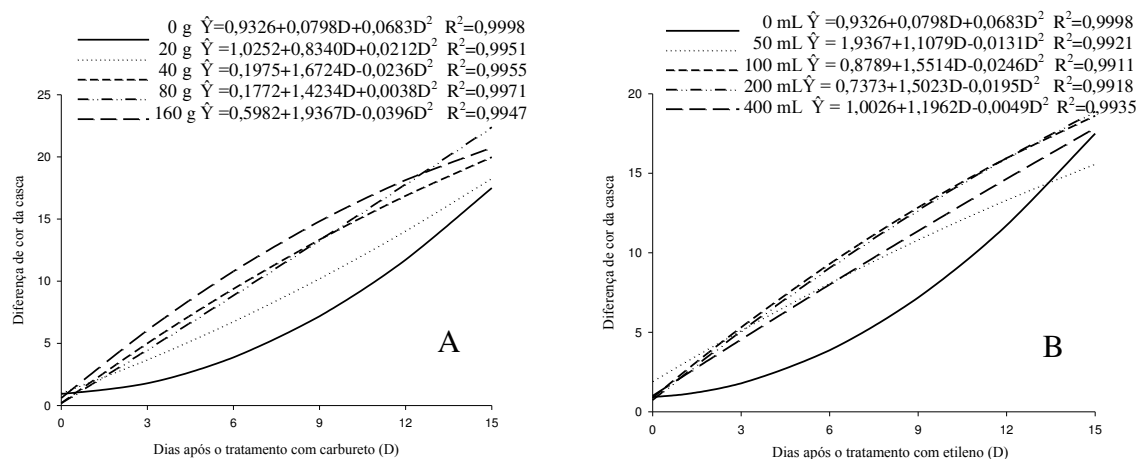 0 g Ŷ=0,9326+0,0798D+0,0683D² R²=0,9998
20 g Ŷ=1,0252+0,8340D+0,0212D² R²=0,9951
40 g Ŷ=0,1975+1,6724D-0,0236D² R²=0,9955
80 g Ŷ=0,1772+1,4234D+0,0038D² R²=0,9971
160 g Ŷ=0,5982+1,9367D-0,0396D² R²=0,9947
25
20
15
10
5
0
Diferença de cor da casca
A
0 3 6 9 12 15
Dias após o tratamento com carbureto (D)
0 mL Ŷ=0,9326+0,0798D+0,0683D² R²=0,9998
50 mL Ŷ = 1,9367+1,1079D-0,0131D² R²=0,9921
100 mL Ŷ = 0,8789+1,5514D-0,0246D² R²=0,9911
200 mL Ŷ = 0,7373+1,5023D-0,0195D² R²=0,9918
400 mL Ŷ = 1,0026+1,1962D-0,0049D² R²=0,9935
20
15
10
5
0
Diferença de cor da casca
B
0 3 6 9 12 15
Dias após o tratamento com etileno (D)